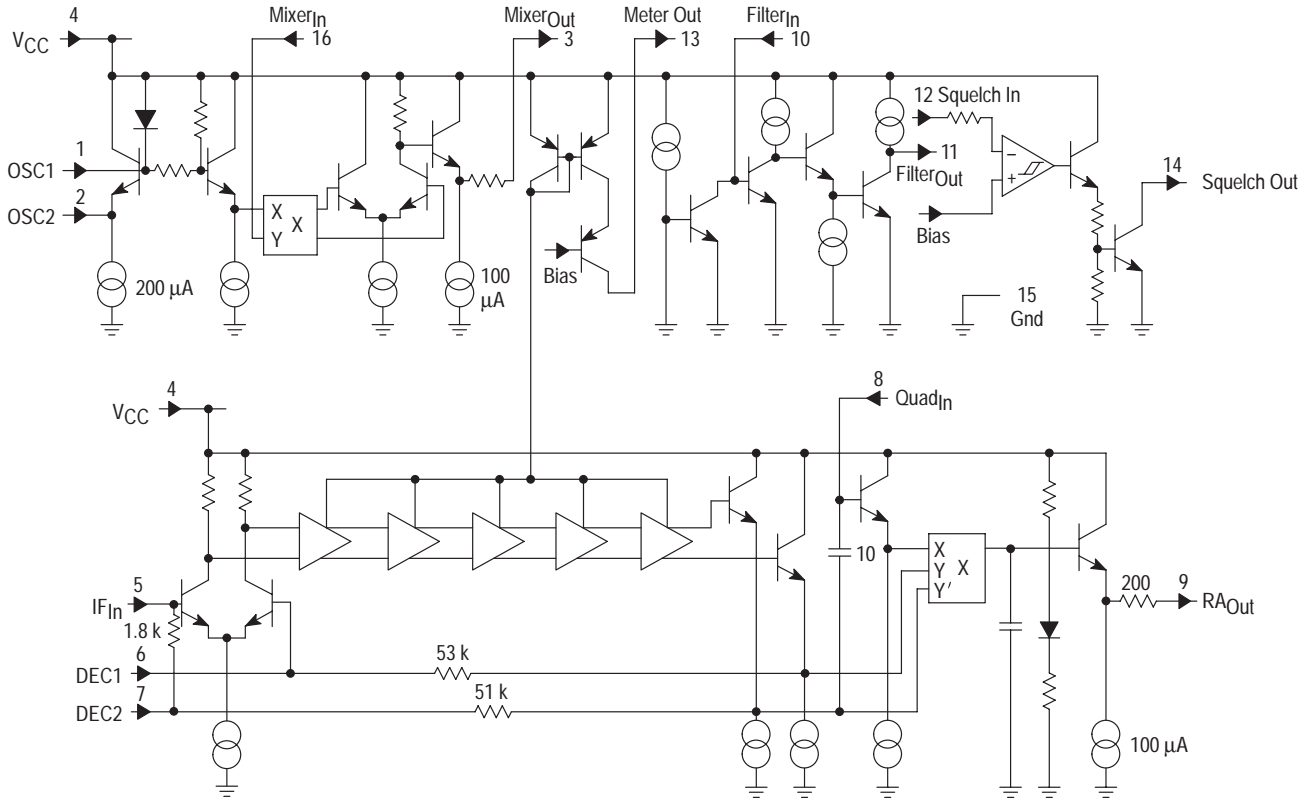 4
VCC
MixerIn
16
MixerOut
3
Meter Out
13
FilterIn
10
12 Squelch In
1
OSC1
2
OSC2
X
Y
X
200 µA
100
µA
Bias
11
FilterOut
Bias
–
+
14
Squelch Out
15
Gnd
4
VCC
8
QuadIn
10
X
Y
Y'
X
5
IFIn
1.8 k
6
DEC1
7
DEC2
53 k
51 k
200
9
RAOut
100 µA